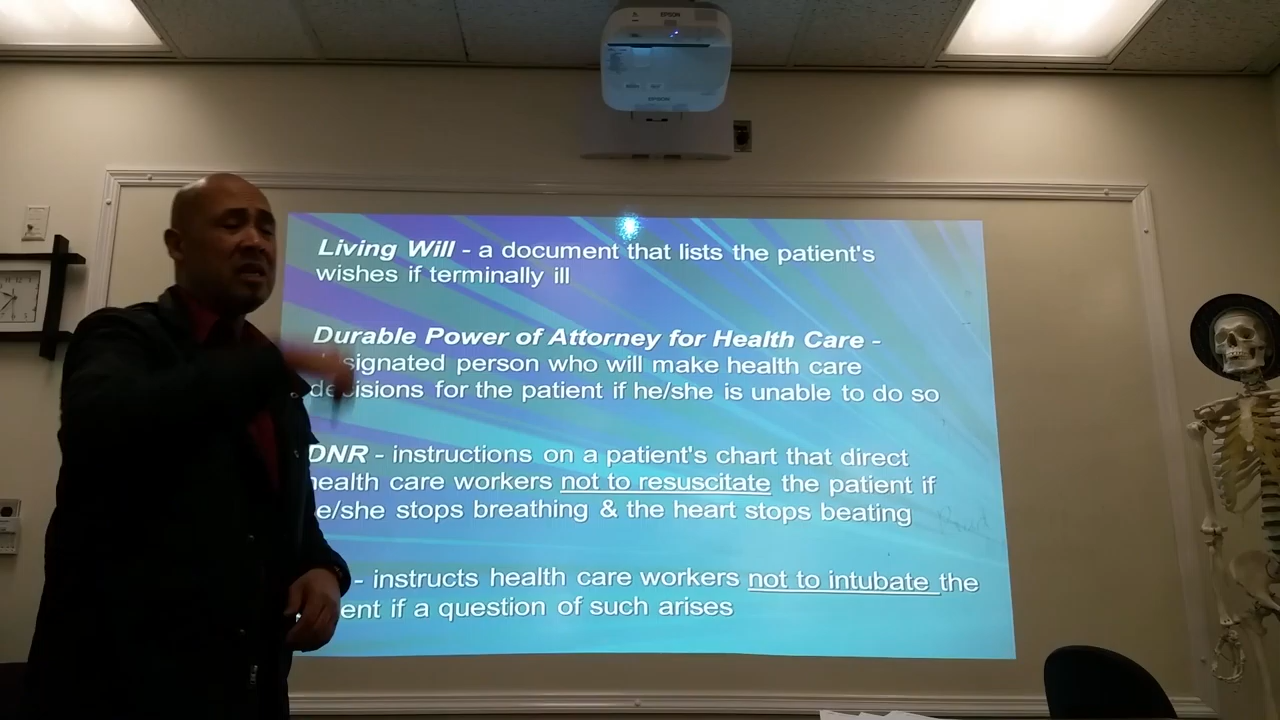 EPSON
EPSON
Living Will - a document that lists the patient's
wishes if terminally ill
Durable Power of Attorney for Health Care -
signated person who will make health care
decisions for the patient if he/she is unable to do so
DNR - instructions on a patient's chart that direct
health care workers not to resuscitate the patient if
e/she stops breathing & the heart stops beating
- instructs health care workers not to intubate the
ent if a question of such arises